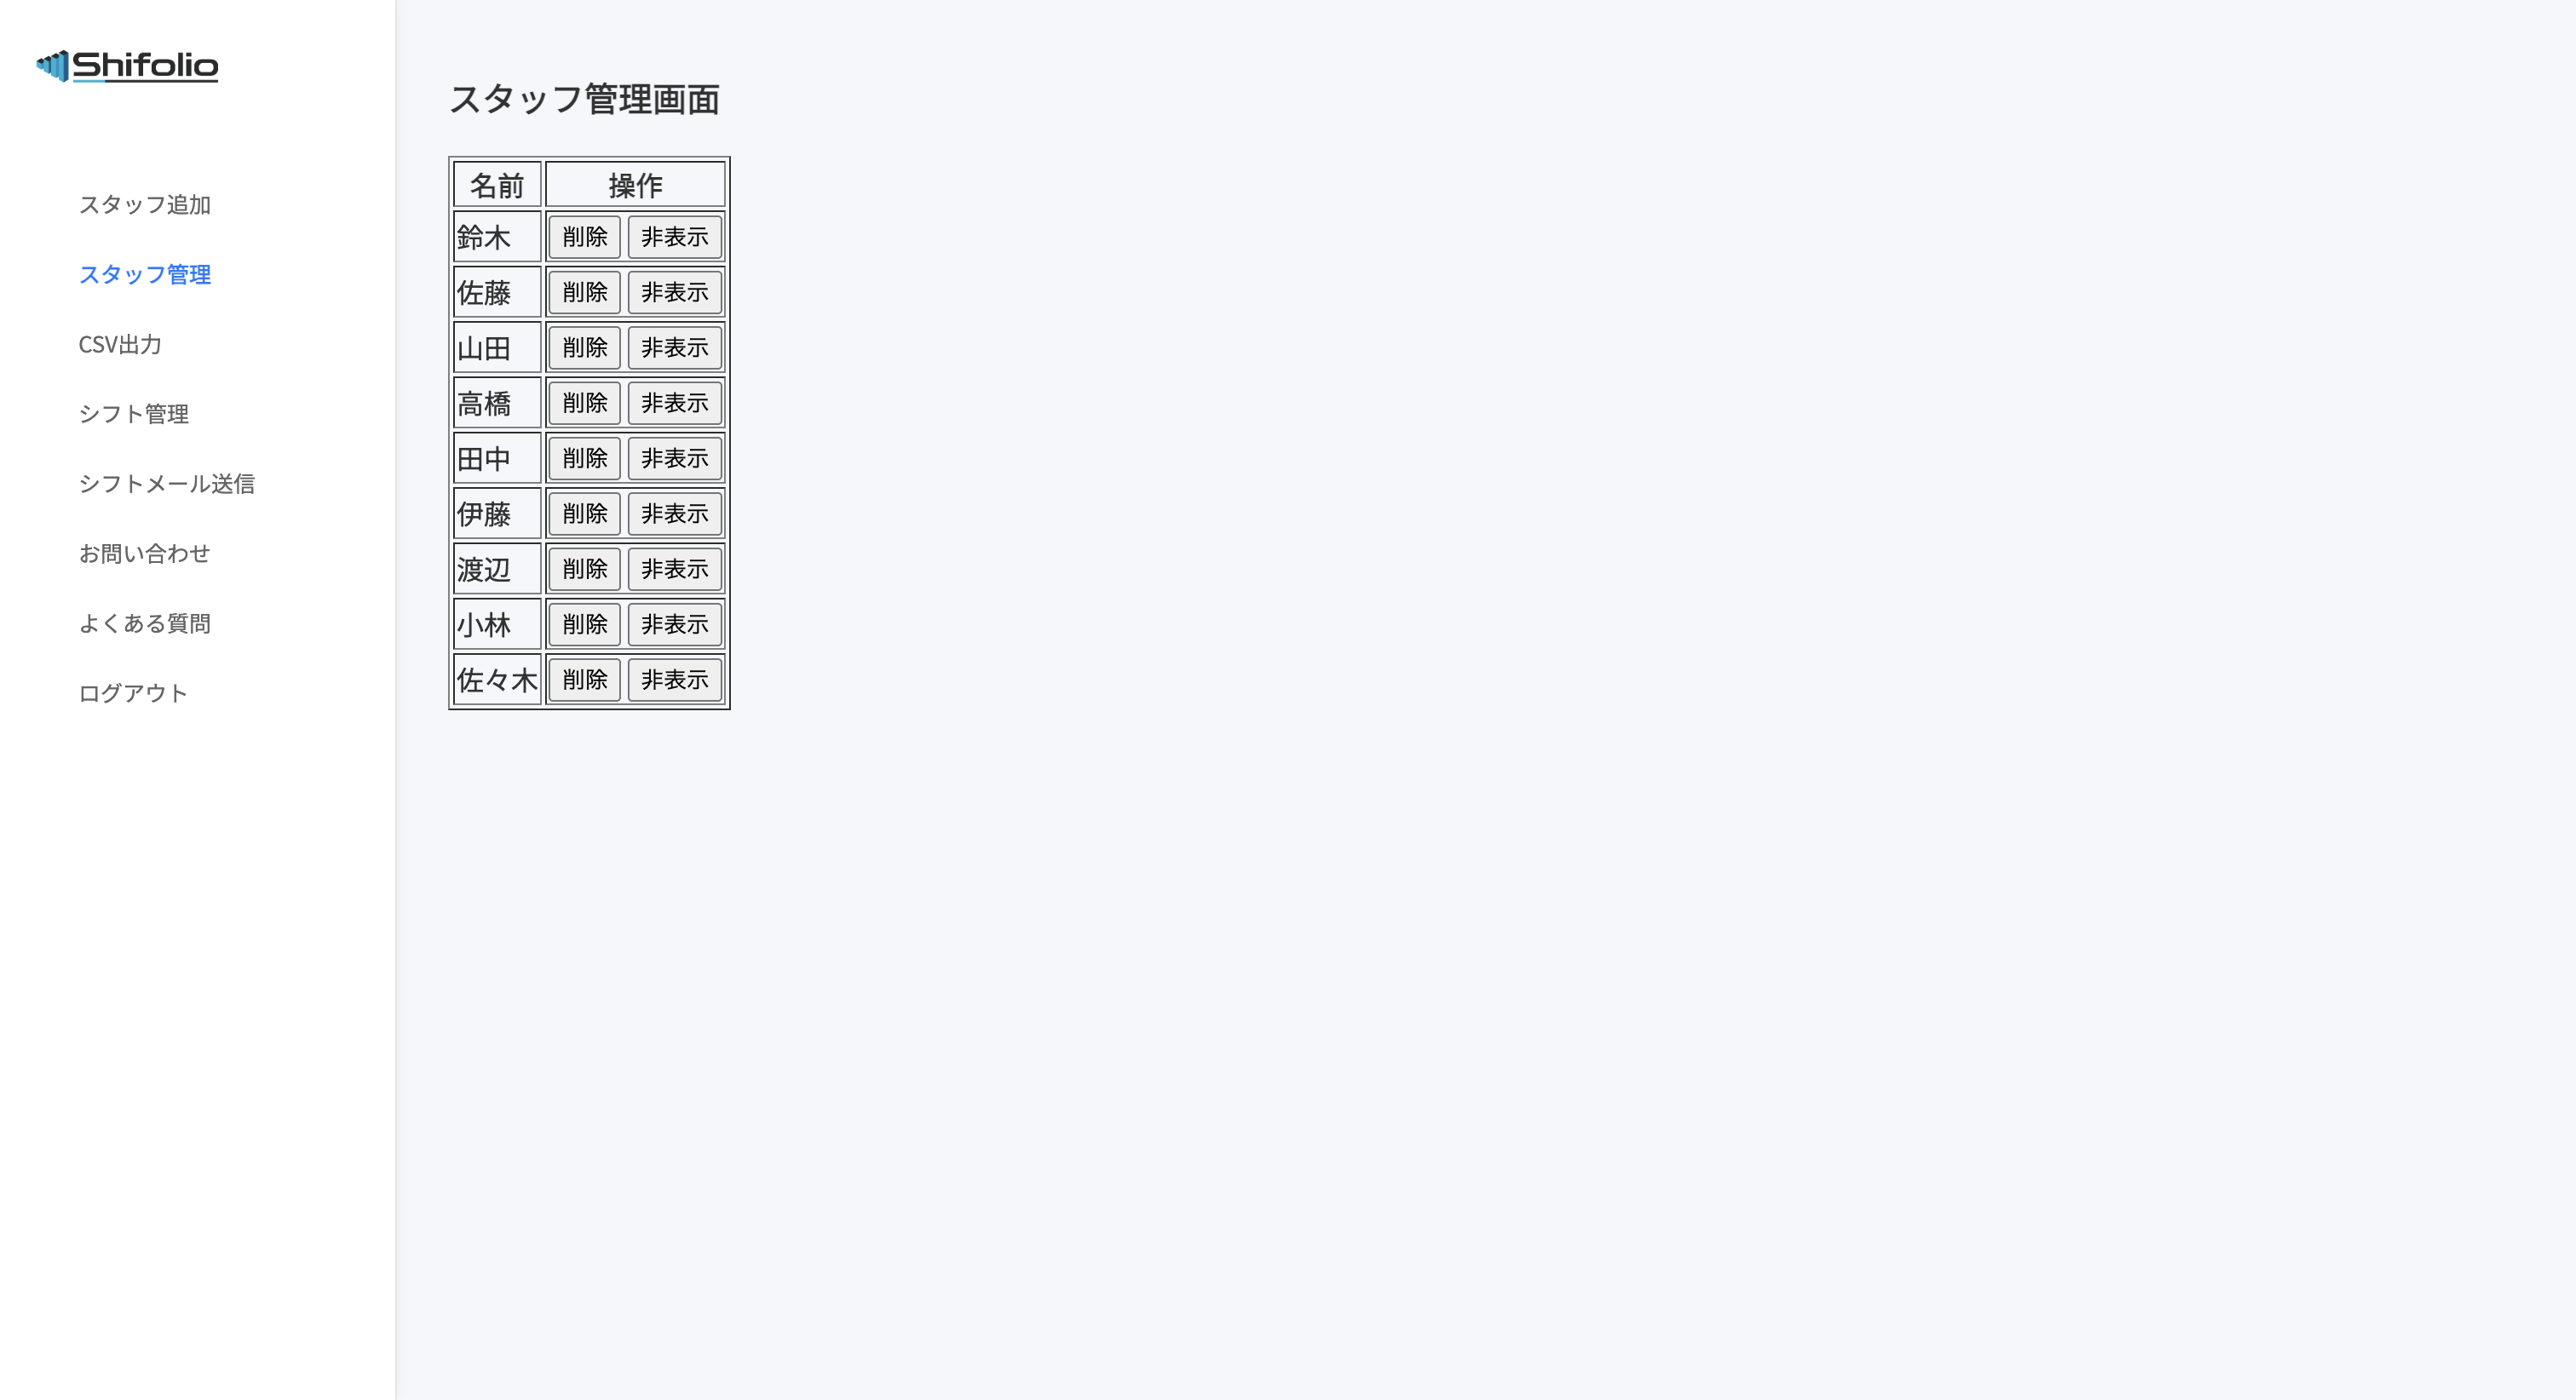 Shifolio
スタッフ追加
スタッフ管理
CSV出力
シフト管理
シフトメール送信
お問い合わせ
よくある質問
ログアウト
スタッフ管理画面
名前 操作
鈴木 削除 非表示
佐藤 削除 非表示
山田 削除 非表示
高橋 削除 非表示
田中 削除 非表示
伊藤 削除 非表示
渡辺 削除 非表示
小林 削除 非表示
佐々木 削除 非表示